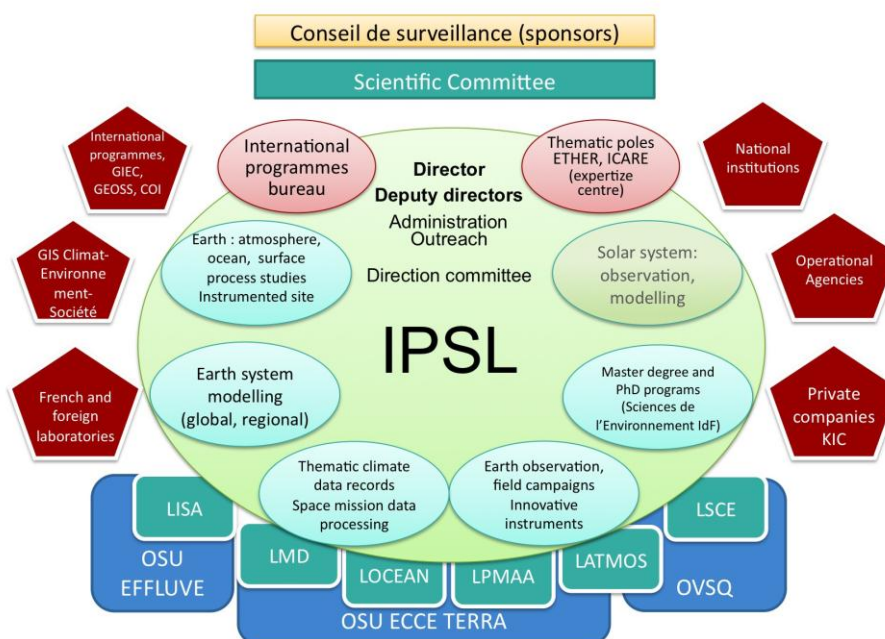 Conseil de surveillance (sponsors)
Scientific Committee
International
programmes,
GIEC,
GEOSS, COI
International
programmes
bureau
Director
Deputy directors
Administration
Outreach
Direction committee
Thematic poles
ETHER, ICARE
(expertize
centre)
National
institutions
GIS Climat-
Environne
ment-
Société
Earth : atmosphere,
ocean, surface
process studies
Instrumented site
Solar system:
observation,
modelling
Operational
Agencies
IPSL
French and
foreign
laboratories
Earth system
modelling
(global, regional)
Master degree and
PhD programs
(Sciences de
l'Environnement IdF)
Private
companies
KIC
Thematic climate
data records
Space mission data
processing
Earth observation,
field campaigns
Innovative
instruments
LISA
LMD
LOCEAN
LPMAA
LATMOS
LSCE
OSU
EFFLUVE
OSU ECCE TERRA
OVSQ